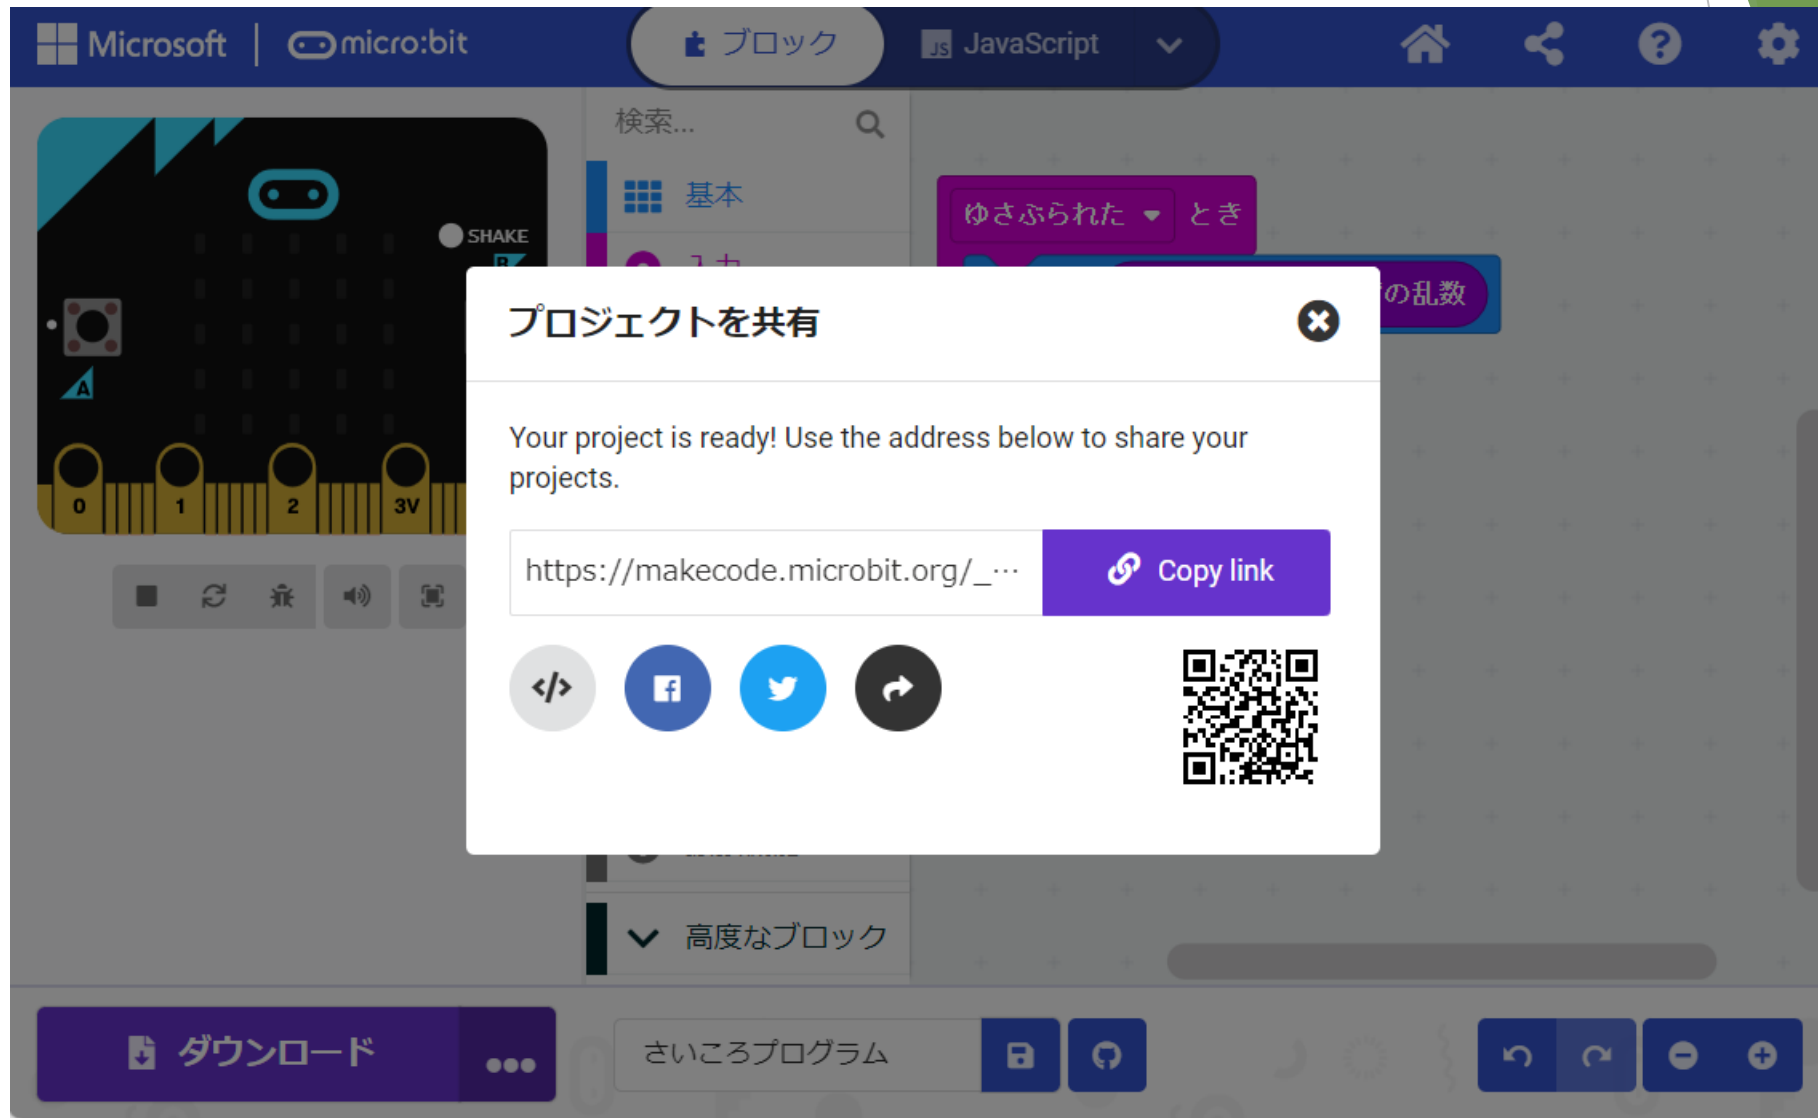 Microsoft
micro:bit
ブロック
JS JavaScript
検索...
基本
入力
SHAKE
B
A
0
1
2
3V
ゆさぶられた とき
の乱数
プロジェクトを共有
Your project is ready! Use the address below to share your
projects.
https://makecode.microbit.org/_…
Copy link
</>
高度なブロック
ダウンロード
さいころプログラム